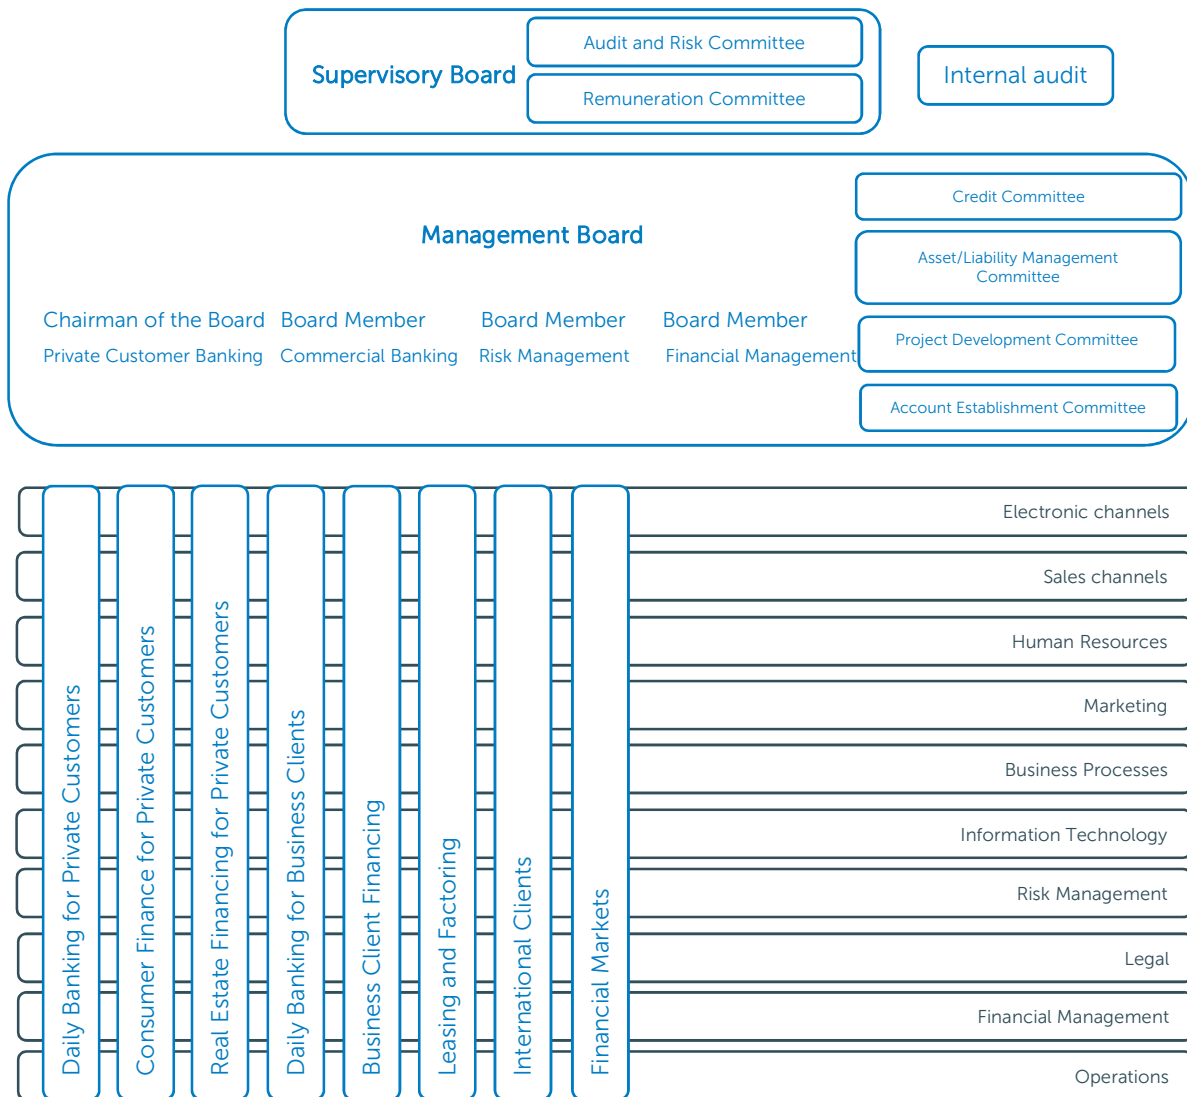 Audit and Risk Committee
Supervisory Board
Remuneration Committee
Internal audit
Management Board
Credit Committee
Asset/Liability Management
Committee
Project Development Committee
Account Establishment Committee
Chairman of the Board
Private Customer Banking
Board Member
Commercial Banking
Board Member
Risk Management
Board Member
Financial Management
Daily Banking for Private Customers
Consumer Finance for Private Customers
Real Estate Financing for Private Customers
Daily Banking for Business Clients
Business Client Financing
Leasing and Factoring
International Clients
Financial Markets
Electronic channels
Sales channels
Human Resources
Marketing
Business Processes
Information Technology
Risk Management
Legal
Financial Management
Operations